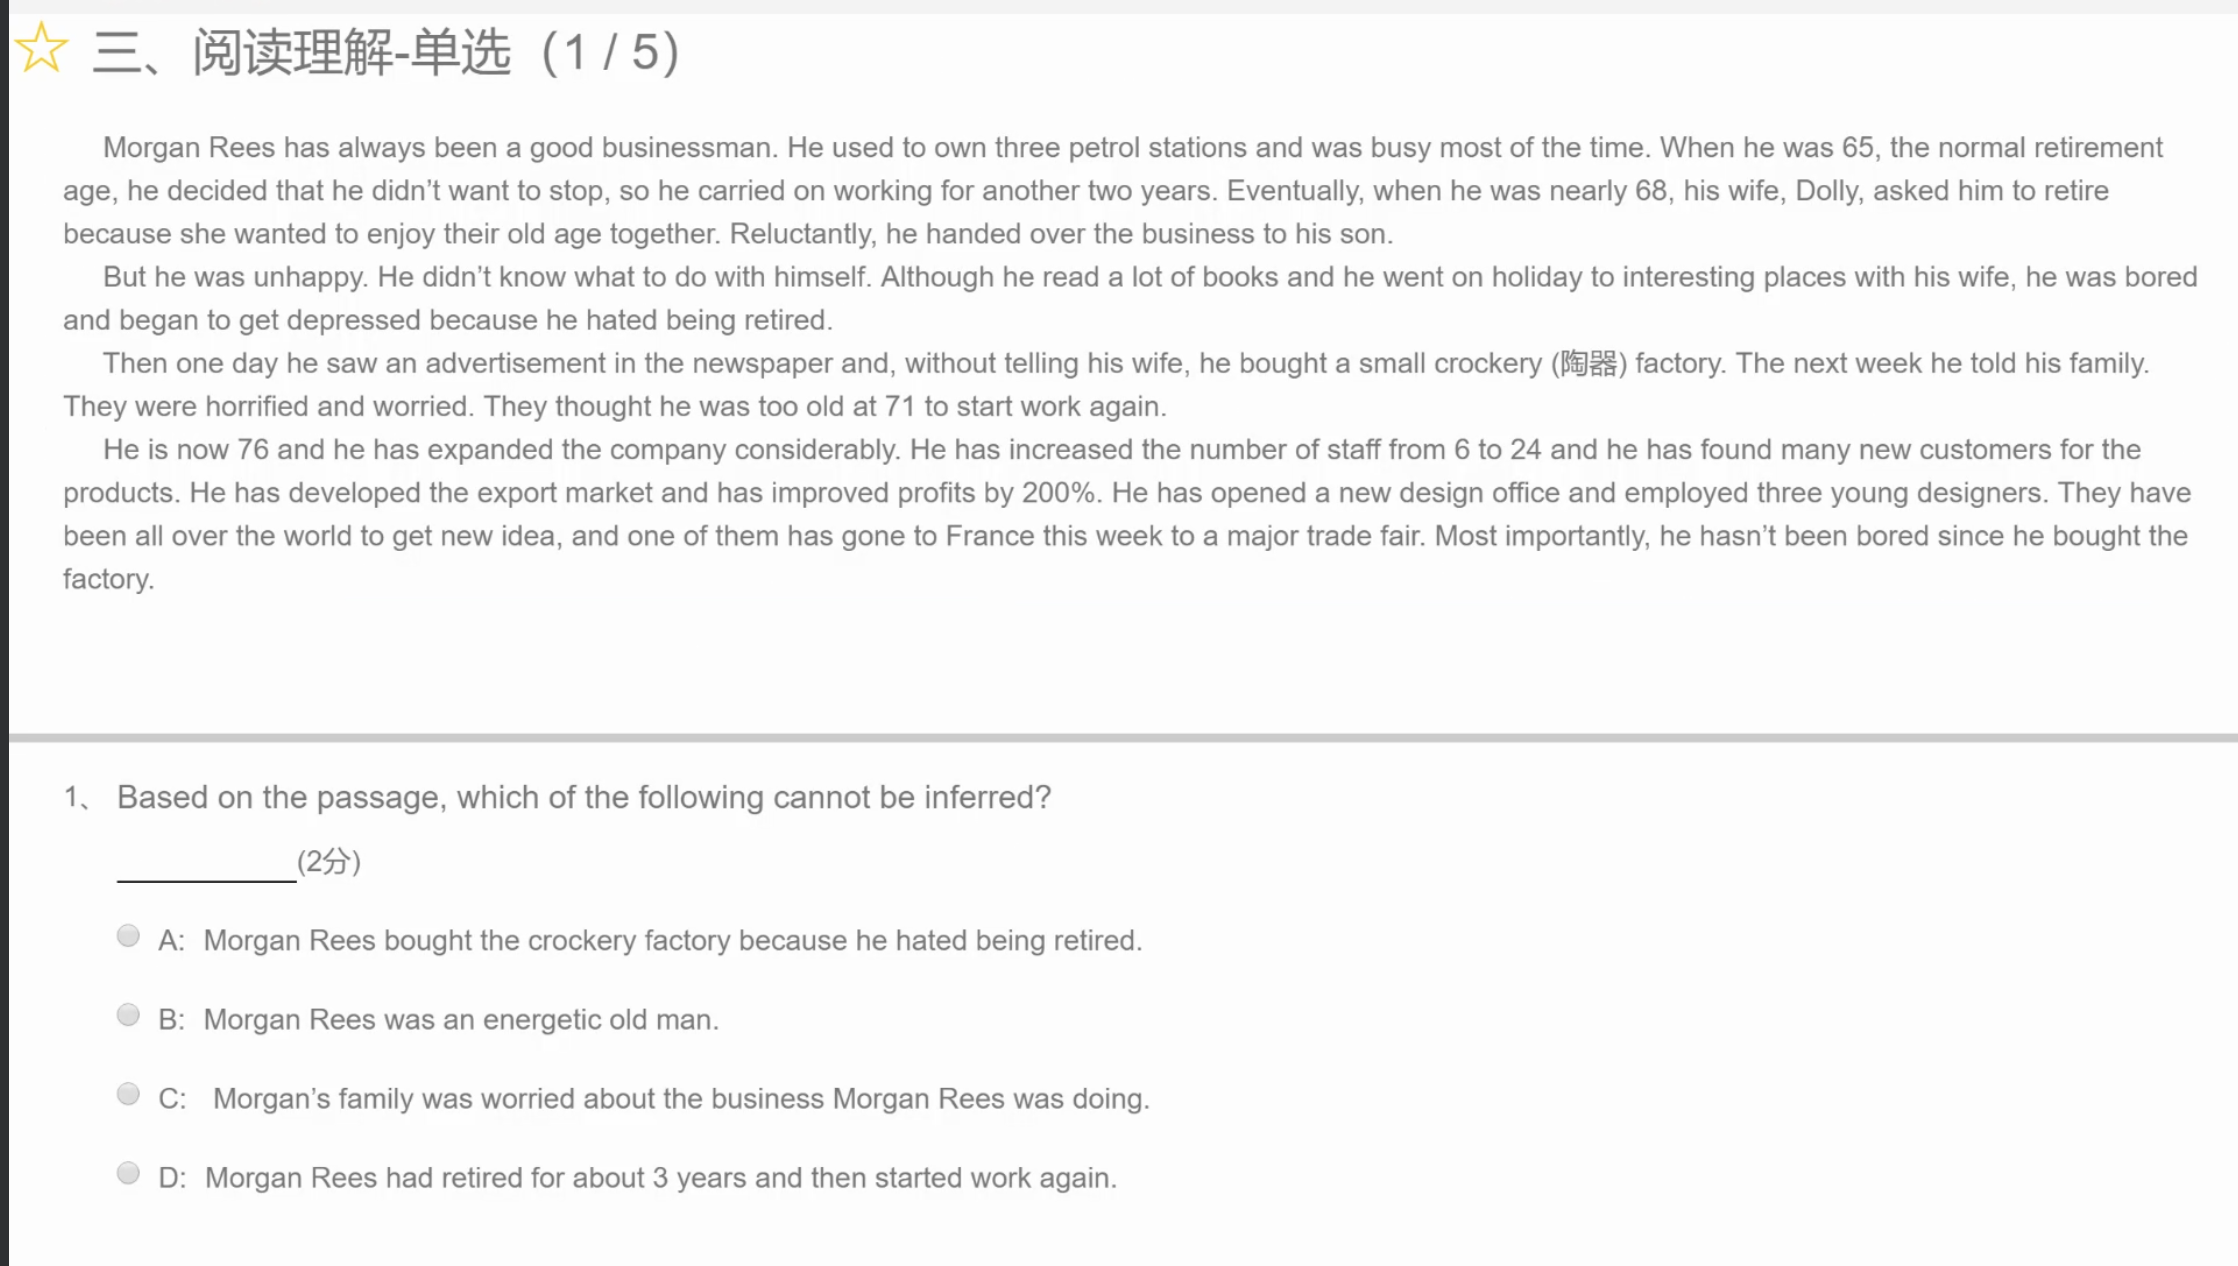 三、阅读理解-单选（1 / 5）
Morgan Rees has always been a good businessman. He used to own three petrol stations and was busy most of the time. When he was 65, the normal retirement
age, he decided that he didn’t want to stop, so he carried on working for another two years. Eventually, when he was nearly 68, his wife, Dolly, asked him to retire
because she wanted to enjoy their old age together. Reluctantly, he handed over the business to his son.
But he was unhappy. He didn’t know what to do with himself. Although he read a lot of books and he went on holiday to interesting places with his wife, he was bored
and began to get depressed because he hated being retired.
Then one day he saw an advertisement in the newspaper and, without telling his wife, he bought a small crockery (陶器) factory. The next week he told his family.
They were horrified and worried. They thought he was too old at 71 to start work again.
He is now 76 and he has expanded the company considerably. He has increased the number of staff from 6 to 24 and he has found many new customers for the
products. He has developed the export market and has improved profits by 200%. He has opened a new design office and employed three young designers. They have
been all over the world to get new idea, and one of them has gone to France this week to a major trade fair. Most importantly, he hasn’t been bored since he bought the
factory.
1、 Based on the passage, which of the following cannot be inferred?
__________(2分)
A: Morgan Rees bought the crockery factory because he hated being retired.
B: Morgan Rees was an energetic old man.
C: Morgan’s family was worried about the business Morgan Rees was doing.
D: Morgan Rees had retired for about 3 years and then started work again.